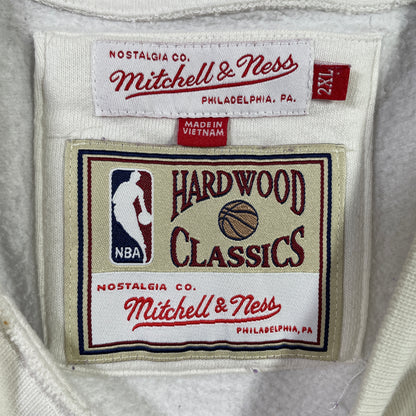 NOSTALGIA CO.
Mitchell & Ness
PHILADELPHIA, PA.
2XL
MADE IN
VIETNAM
NBA
HARDWOOD
CLASSICS
NOSTALGIA CO.
Mitchell & Ness
PHILADELPHIA, PA